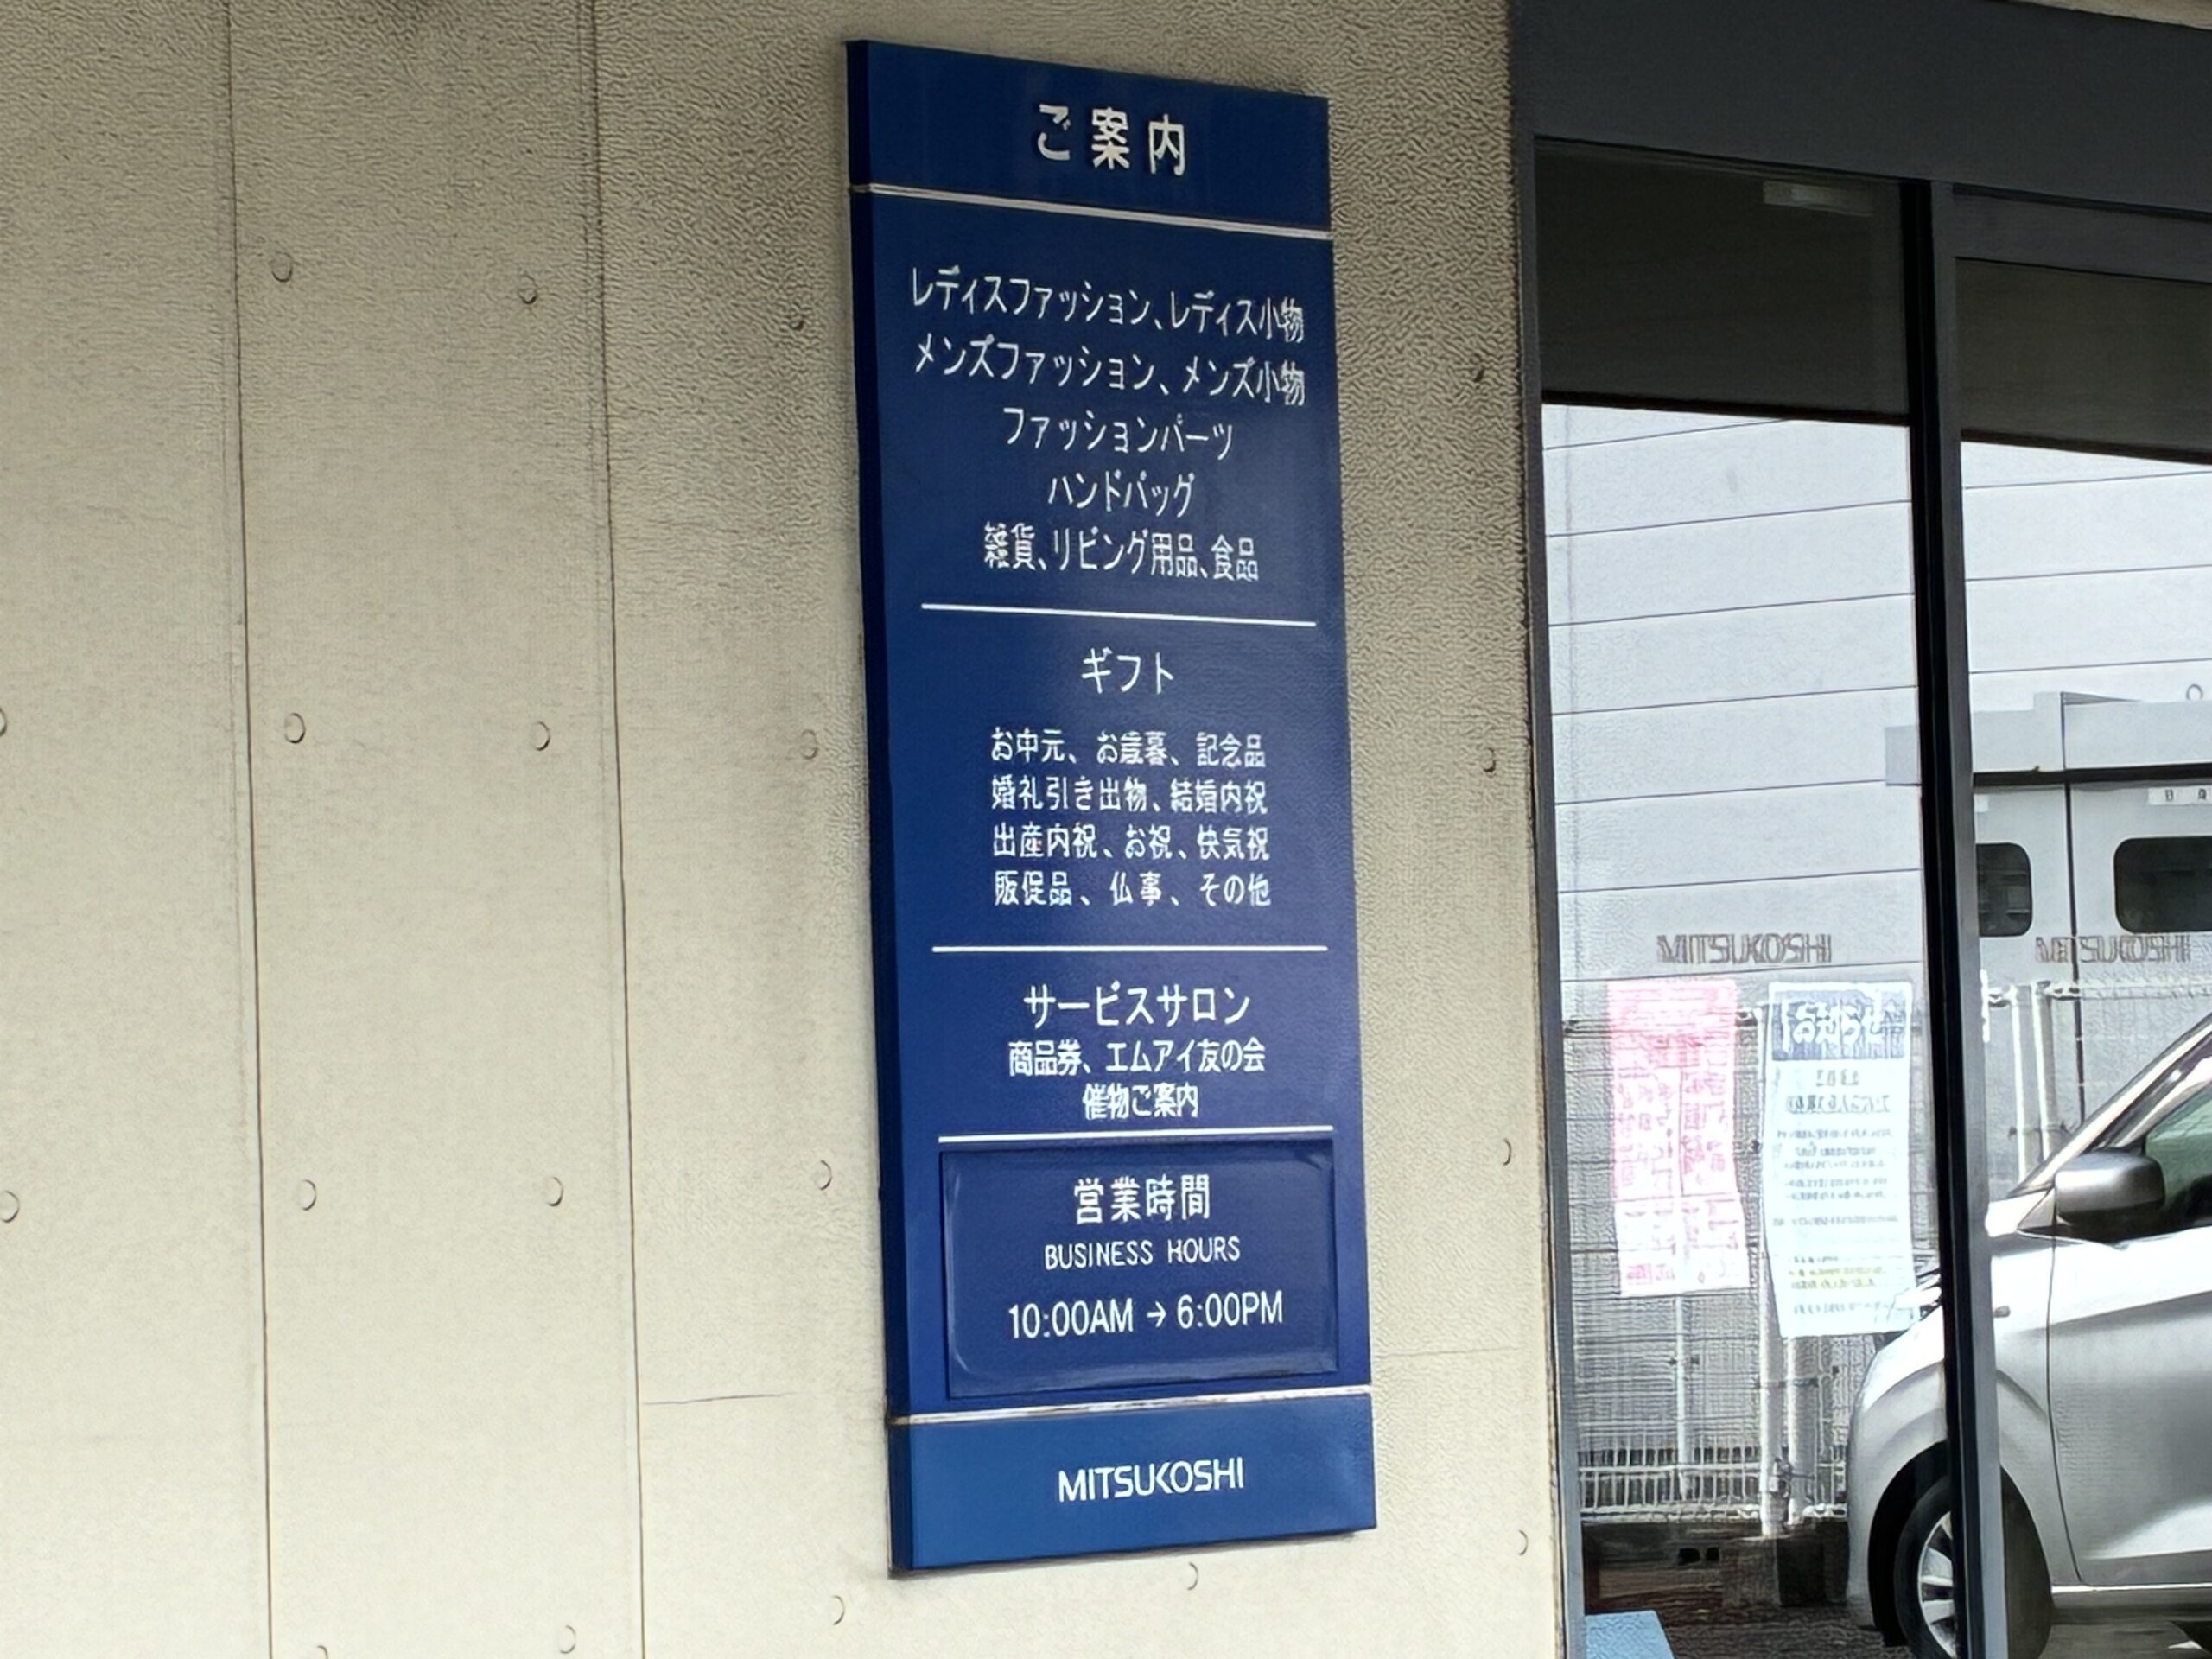 ご案内
レディスファッション、レディス小物
メンズファッション、メンズ小物
ファッションパーツ
ハンドバッグ
雑貨、リビング用品、食品
ギフト
お中元、お歳暮、記念品
婚礼引き出物、結婚内祝
出産内祝、お祝、快気祝
販促品、仏事、その他
サービスサロン
商品券、エムアイ友の会
催物ご案内
営業時間
BUSINESS HOURS
10:00AM → 6:00PM
MITSUKOSHI
MITSUKOSHI
MITSUKOSHI
お知らせ